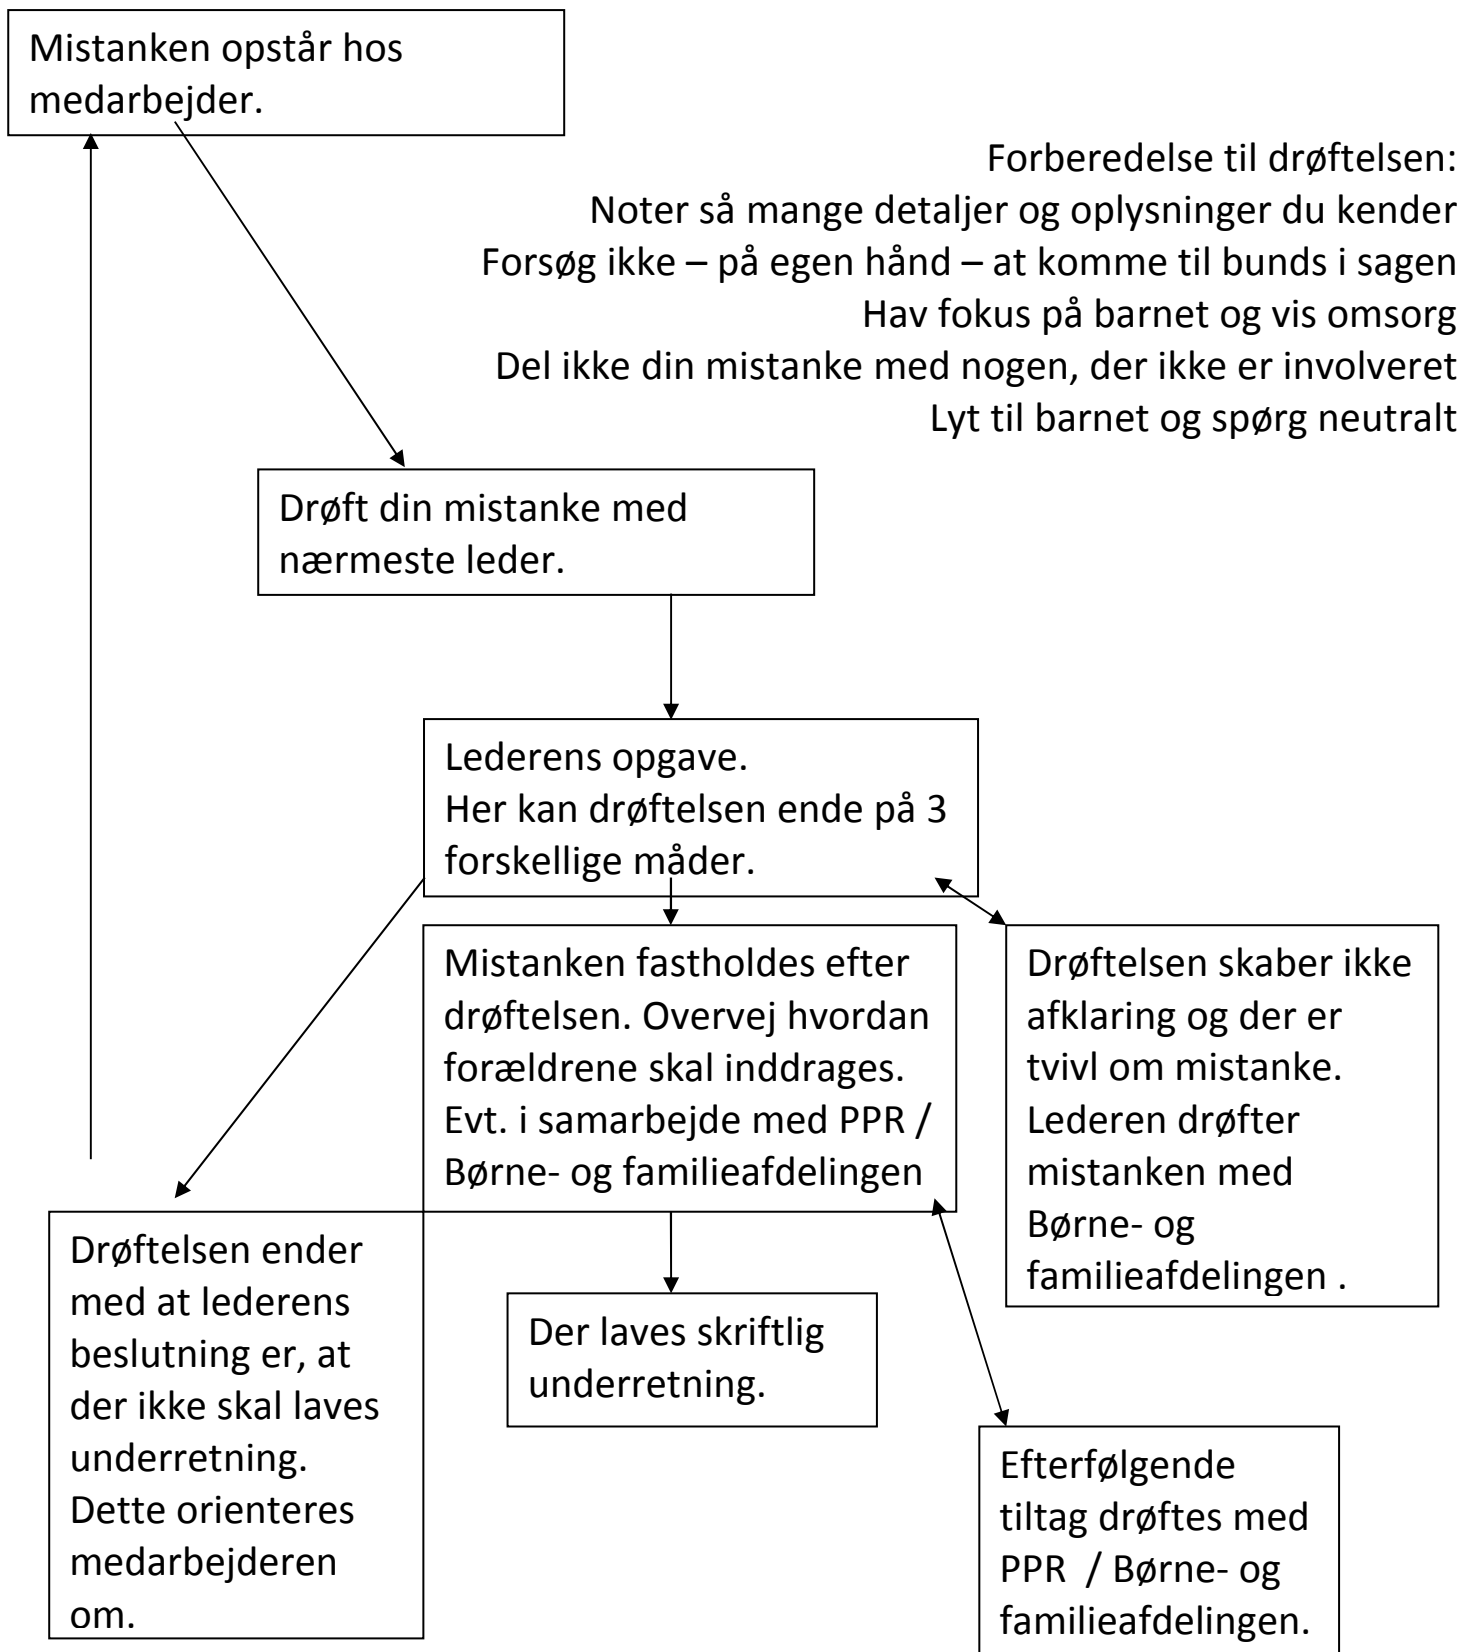 Mistanken opstår hos
medarbejder.
Forberedelse til drøftelsen:
Noter så mange detaljer og oplysninger du kender
Forsøg ikke – på egen hånd – at komme til bunds i sagen
Hav fokus på barnet og vis omsorg
Del ikke din mistanke med nogen, der ikke er involveret
Lyt til barnet og spørg neutralt
Drøft din mistanke med
nærmeste leder.
Lederens opgave.
Her kan drøftelsen ende på 3
forskellige måder.
Mistanken fastholdes efter
drøftelsen. Overvej hvordan
forældrene skal inddrages.
Evt. i samarbejde med PPR /
Børne- og familieafdelingen
Drøftelsen skaber ikke
afklaring og der er
tvivl om mistanke.
Lederen drøfter
mistanken med
Børne- og
familieafdelingen .
Drøftelsen ender
med at lederens
beslutning er, at
der ikke skal laves
underretning.
Dette orienteres
medarbejderen
om.
Der laves skriftlig
underretning.
Efterfølgende
tiltag drøftes med
PPR / Børne- og
familieafdelingen.